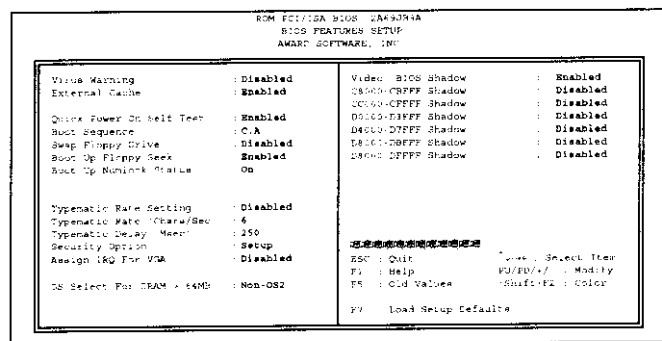 ROM PCI/ISA BIOS
BIOS FEATURES SETUP
AWARD SOFTWARE, INC
Virus Warning : Disabled
External Cache : Enabled
Quick Power On Self Test : Enabled
Boot Sequence : C,A
Swap Floppy Drive : Disabled
Boot Up Floppy Seek Enabled
Boot Up Numlock Status On
Typematic Rate Setting : Disabled
Typematic Rate (Chars/Sec : 6
Typematic Delay (Msec) : 250
Security Option : Setup
Assign IRQ For VGA : Disabled
OS Select For DRAM > 64MB : Non-OS2
Video BIOS Shadow : Enabled
C8000-CBFFF Shadow : Disabled
CC000-CFFFF Shadow : Disabled
D0000-D3FFF Shadow : Disabled
D4000-D7FFF Shadow : Disabled
D8000-DBFFF Shadow : Disabled
Shadow : Disabled
ESC : Quit : Select Item
F1 : Help PU/PD/+/ : Modify
F5 : Old Values (Shift)F2 : Color
F7 Load Setup Defaults